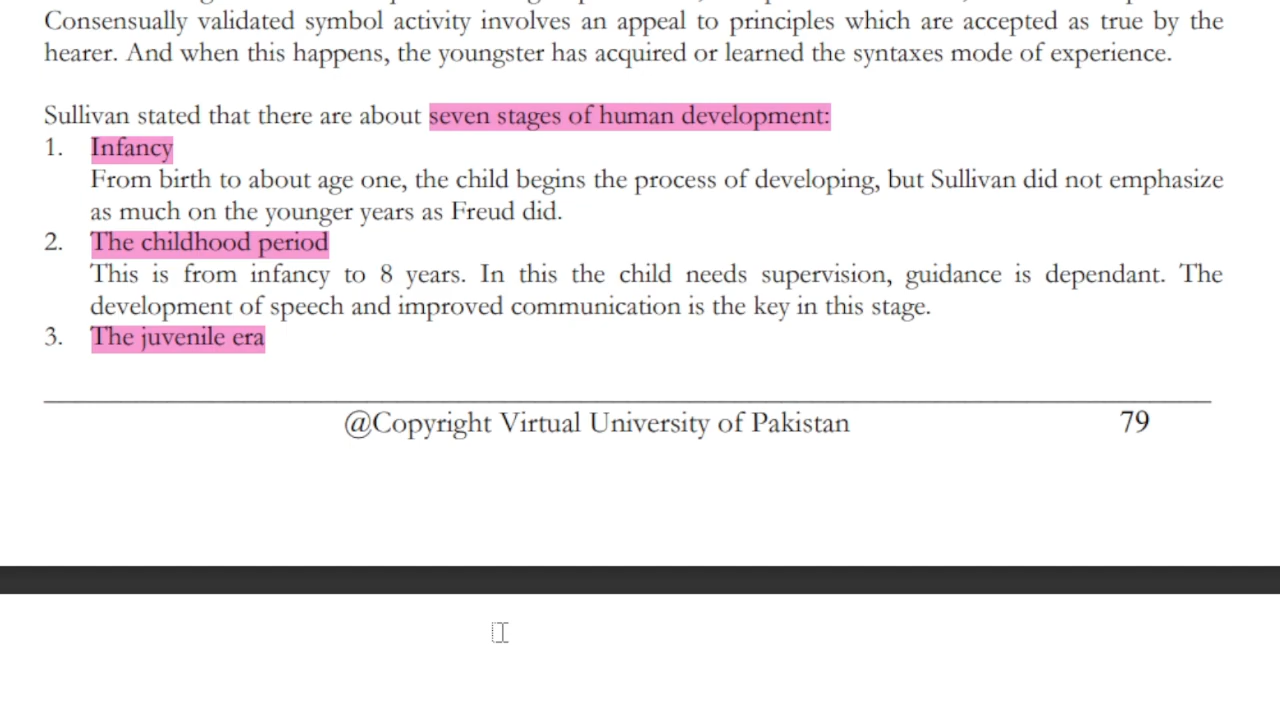 Consensually validated symbol activity involves an appeal to principles which are accepted as true by the
hearer. And when this happens, the youngster has acquired or learned the syntaxes mode of experience.
Sullivan stated that there are about seven stages of human development:
1. Infancy
From birth to about age one, the child begins the process of developing, but Sullivan did not emphasize
as much on the younger years as Freud did.
2. The childhood period
This is from infancy to 8 years. In this the child needs supervision, guidance is dependant. The
development of speech and improved communication is the key in this stage.
3. The juvenile era
@Copyright Virtual University of Pakistan 79